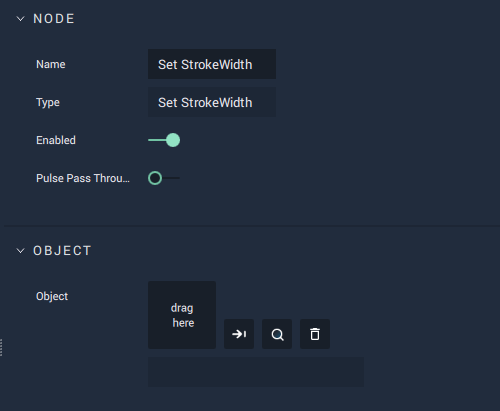 NODE
Name
Set StrokeWidth
Type
Set StrokeWidth
Enabled
Pulse Pass Throu...
OBJECT
Object
drag
here